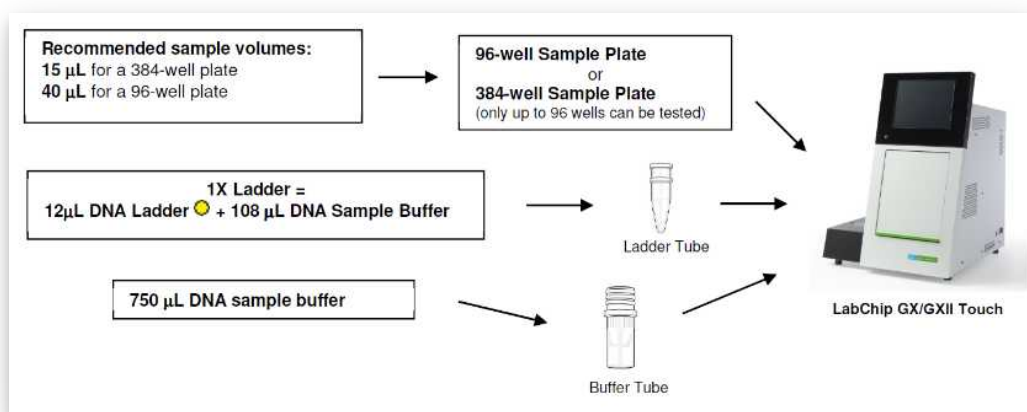 Recommended sample volumes:
15 μL for a 384-well plate
40 μL for a 96-well plate
96-well Sample Plate
or
384-well Sample Plate
(only up to 96 wells can be tested)
1X Ladder =
12μL DNA Ladder + 108 μL DNA Sample Buffer
Ladder Tube
750 μL DNA sample buffer
Buffer Tube
LabChip GX/GXII Touch